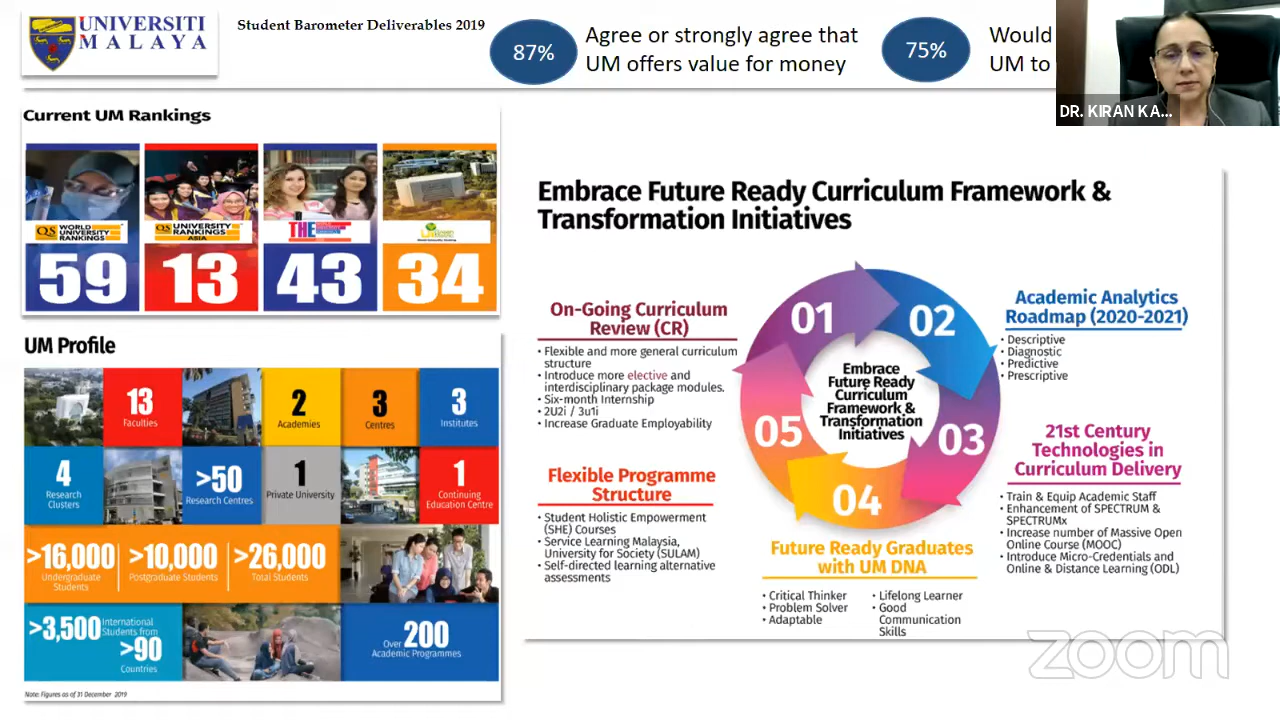 UNIVERSITI
MALAYA
Student Barometer Deliverables 2019
87%
Agree or strongly agree that
UM offers value for money
75%
Would
UM to
DR. KIRAN KA...
Current UM Rankings
QS WORLD
UNIVERSITY
RANKINGS
59
QS UNIVERSITY
RANKINGS
ASIA
13
THE
43
34
UM Profile
13
Faculties
2
Academies
3
Centres
3
Institutes
4
Research
Clusters
>50
Research Centres
1
Private University
1
Continuing
Education Centre
>16,000
Undergraduate
Students
>10,000
Postgraduate Students
>26,000
Total Students
>3,500 International
Students from
>90
Countries
Over 200
Academic Programmes
Note: Figures as of 31 December 2019
Embrace Future Ready Curriculum Framework &
Transformation Initiatives
On-Going Curriculum
Review (CR)
• Flexible and more general curriculum
structure
• Introduce more elective and
interdisciplinary package modules.
• Six-month Internship
• 2U2i / 3u1i
• Increase Graduate Employability
Flexible Programme
Structure
• Student Holistic Empowerment
(SHE) Courses
• Service Learning Malaysia,
University for Society (SULAM)
• Self-directed learning alternative
assessments
01
02
03
04
05
Embrace
Future Ready
Curriculum
Framework &
Transformation
Initiatives
Academic Analytics
Roadmap (2020-2021)
• Descriptive
• Diagnostic
• Predictive
• Prescriptive
21st Century
Technologies in
Curriculum Delivery
• Train & Equip Academic Staff
• Enhancement of SPECTRUM &
SPECTRUMx
• Increase number of Massive Open
Online Course (MOOC)
• Introduce Micro-Credentials and
Online & Distance Learning (ODL)
Future Ready Graduates
with UM DNA
• Critical Thinker
• Problem Solver
• Adaptable
• Lifelong Learner
• Good
Communication
Skills
zoom